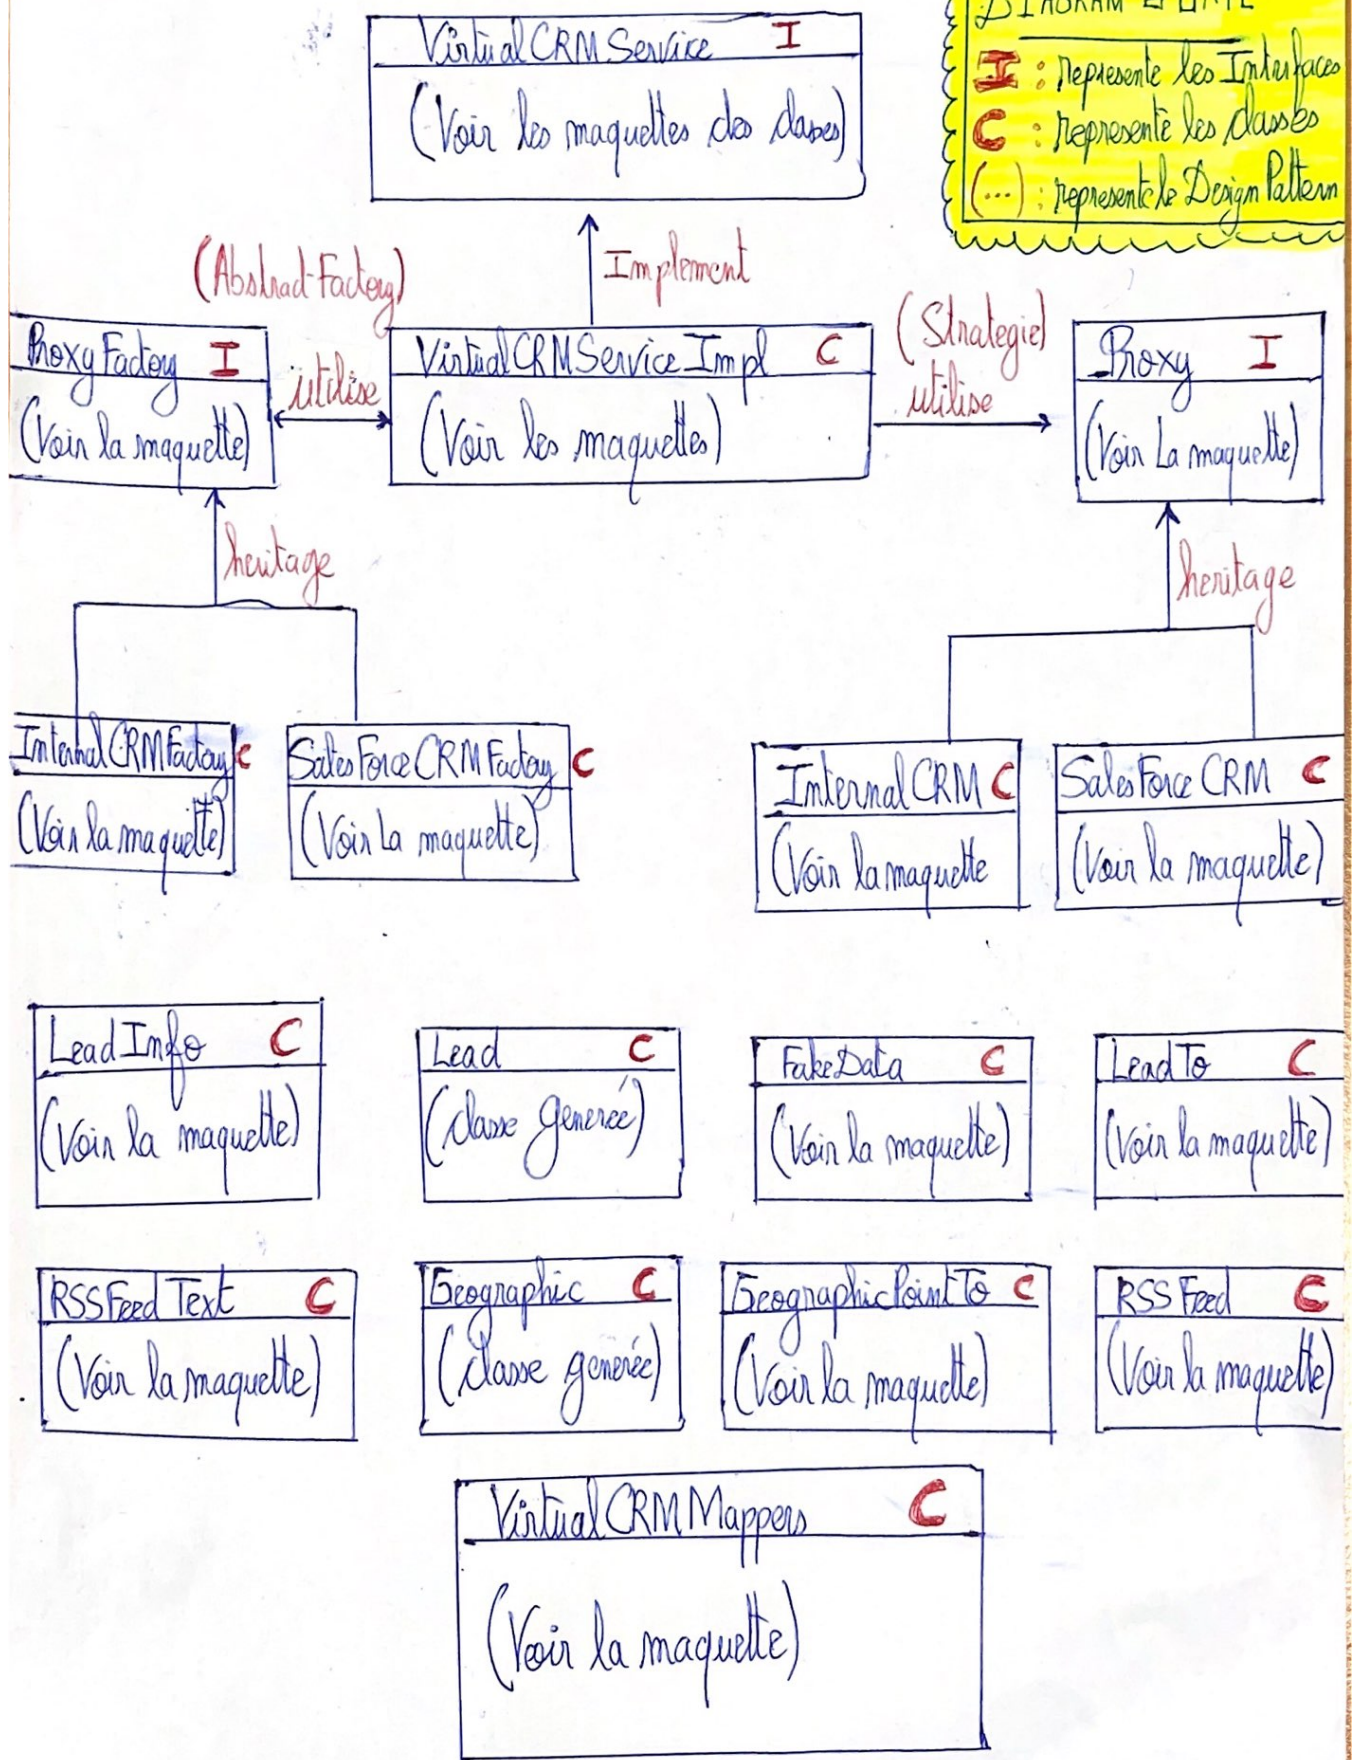 VirtualCRMService I
(Voir les maquettes des classes)
DIAGRAM
I : represente les Interfaces
C : represente les classes
(...) : represente le Design Pattern
(Abstract-Factory)
Implement
(Strategie)
ProxyFactory I
utilise
VirtualCRMServiceImpl C
utilise
Proxy I
(Voir la maquette)
(Voir les maquettes)
(Voir La maquette)
heritage
heritage
InternalCRMFactory C
SalesForceCRMFactory C
InternalCRM C
SalesForceCRM C
(Voir la maquette)
(Voir La maquette)
(Voir la maquette
(Voir la maquette)
LeadInfo C
Lead C
FakeData C
LeadTo C
(Voir la maquette)
(classe generée)
(Voir la maquette)
(Voir la maquette)
RSSFeedText C
Geographic C
GeographicPointTo C
RSSFeed C
(Voir la maquette)
(classe generée)
(Voir la maquette)
(Voir la maquette)
VirtualCRMMappers C
(Voir la maquette)